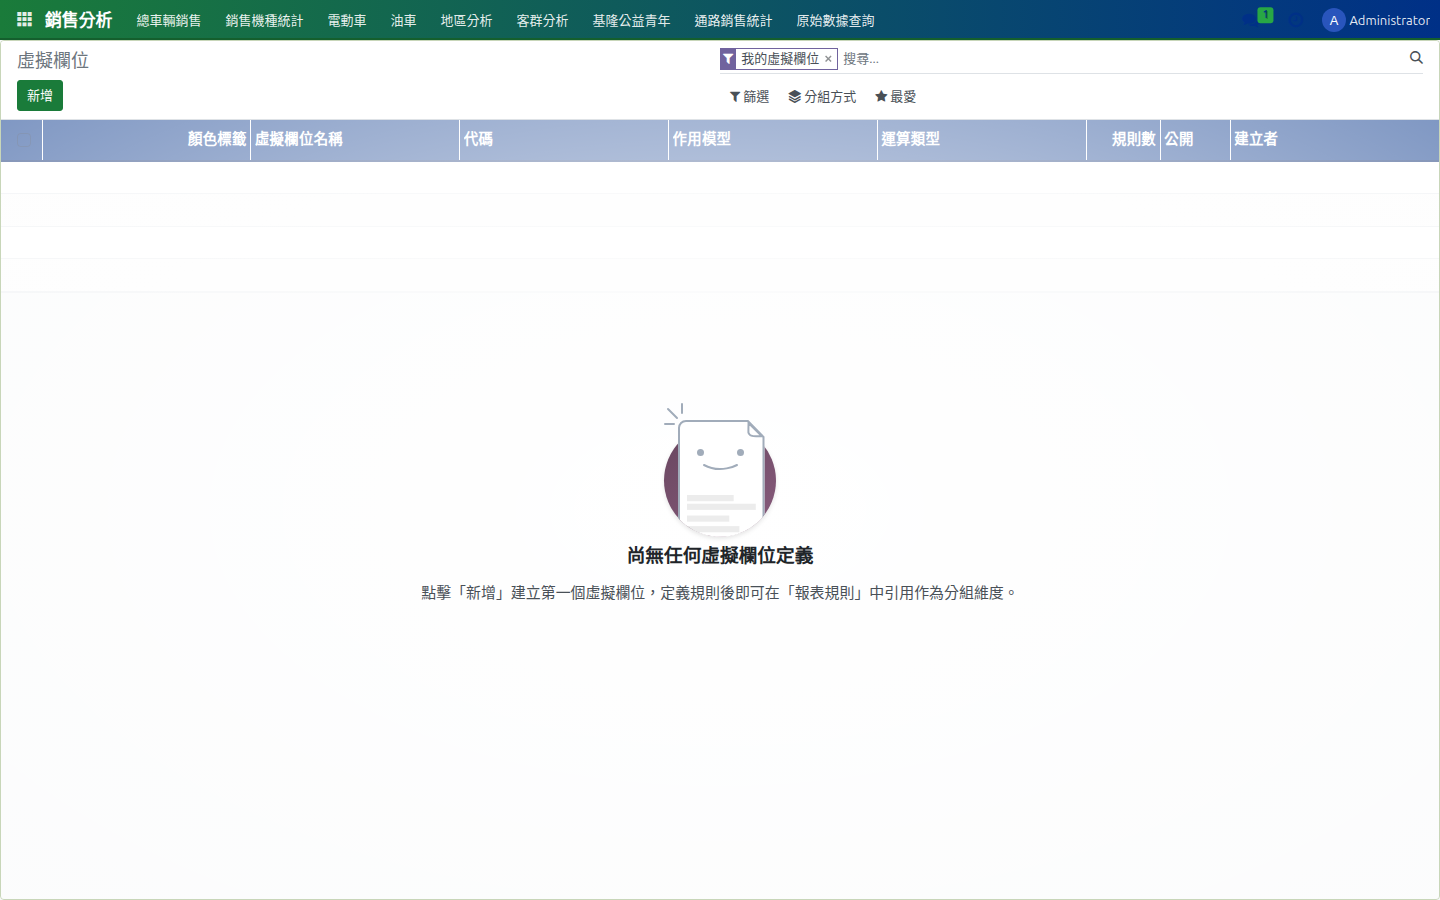 銷售分析 總車輛銷售 銷售機種統計 電動車 油車 地區分析 客群分析 基隆公益青年 通路銷售統計 原始數據查詢 1 A Administrator
虛擬欄位 我的虛擬欄位 × 搜尋...
新增 篩選 分組方式 最愛
顏色標籤 虛擬欄位名稱 代碼 作用模型 運算類型 規則數 公開 建立者
尚無任何虛擬欄位定義
點擊「新增」建立第一個虛擬欄位，定義規則後即可在「報表規則」中引用作為分組維度。